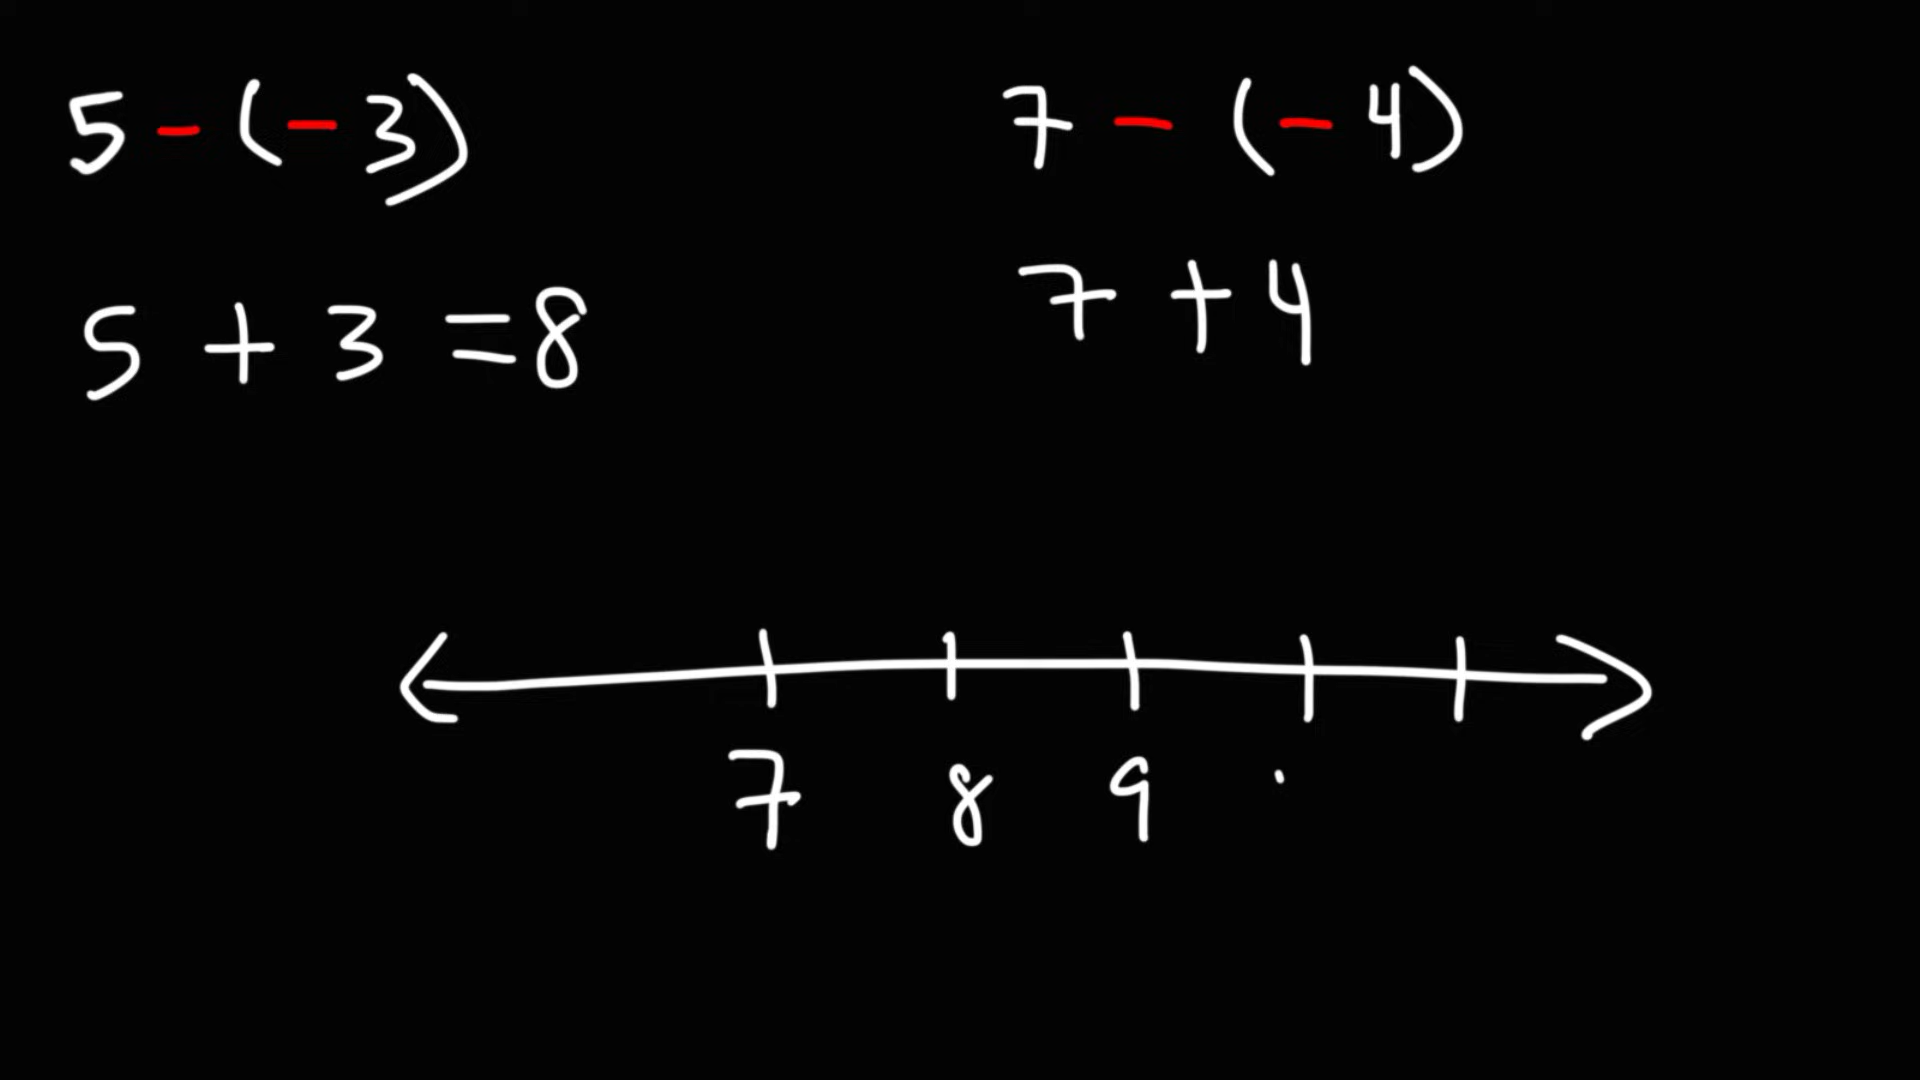 5 - (-3)
7 - (-4)
5 + 3 = 8
7 + 4
7 8 9